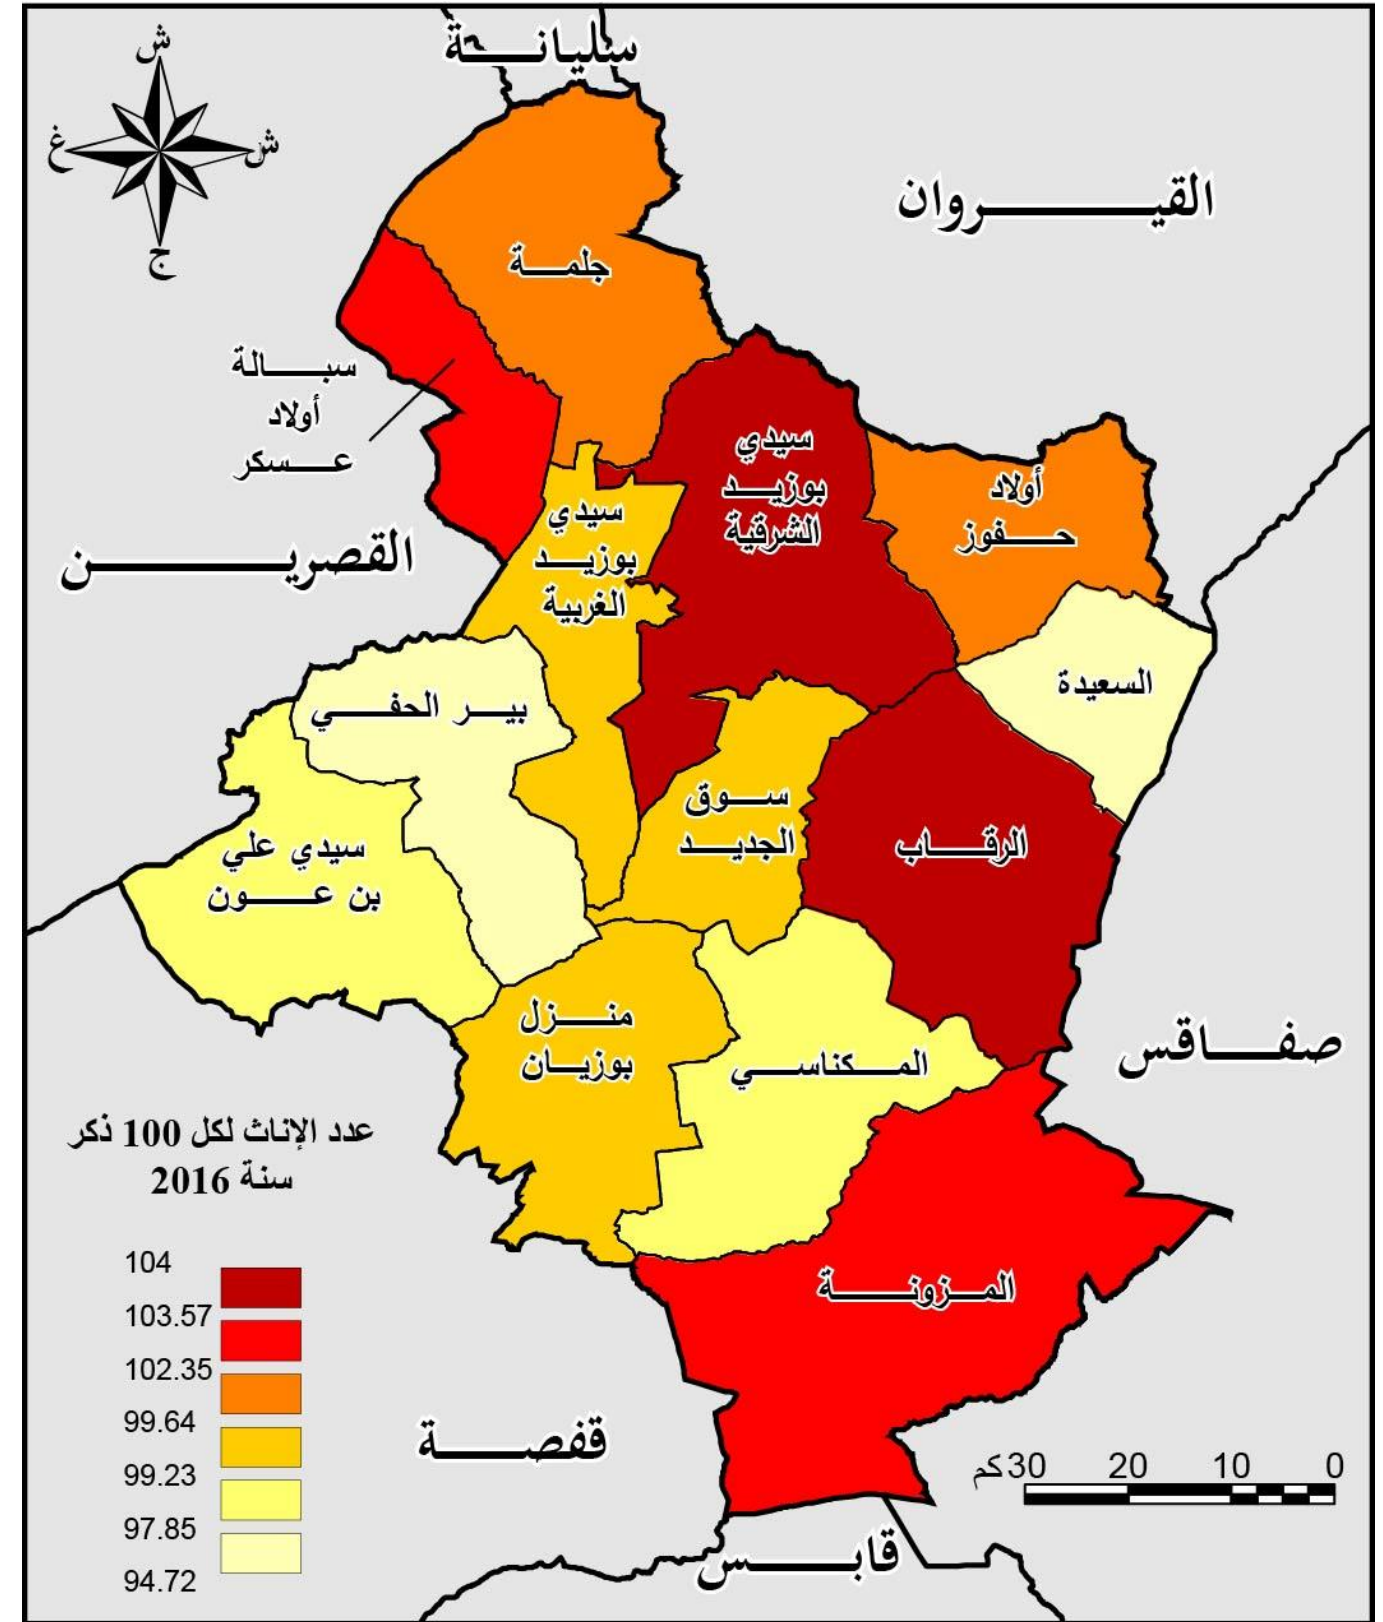 سليانة
ش
غ
ش
ج
القيروان
جلمة
سبالة
أولاد
عسكر
سيدي
بوزيد
الشرقية
أولاد
حفوز
سيدي
بوزيد
الغربية
القصرين
السعيدة
بير الحفي
سوق
الجديد
الرقاب
سيدي علي
بن عون
منزل
بوزيان
المكناسي
صفاقس
عدد الإناث لكل 100 ذكر
سنة 2016
104
103.57
102.35
99.64
99.23
97.85
94.72
المزونة
قفصة
0 10 20 30 كم
قابس